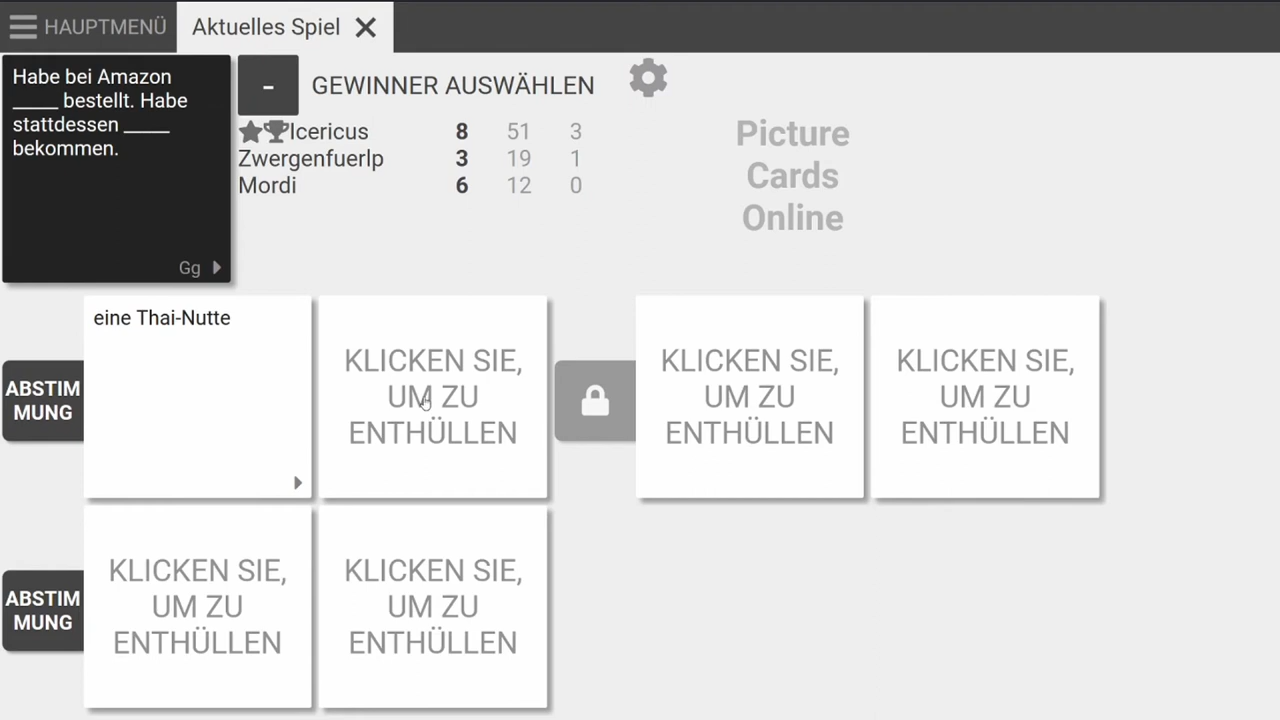 HAUPTMENÜ
Aktuelles Spiel
Habe bei Amazon
____ bestellt. Habe
stattdessen ____
bekommen.
Gg
-
GEWINNER AUSWÄHLEN
Icericus 8 51 3
Zwergenfuerlp 3 19 1
Mordi 6 12 0
Picture
Cards
Online
ABSTIM
MUNG
eine Thai-Nutte
KLICKEN SIE,
UM ZU
ENTHÜLLEN
KLICKEN SIE,
UM ZU
ENTHÜLLEN
KLICKEN SIE,
UM ZU
ENTHÜLLEN
ABSTIM
MUNG
KLICKEN SIE,
UM ZU
ENTHÜLLEN
KLICKEN SIE,
UM ZU
ENTHÜLLEN